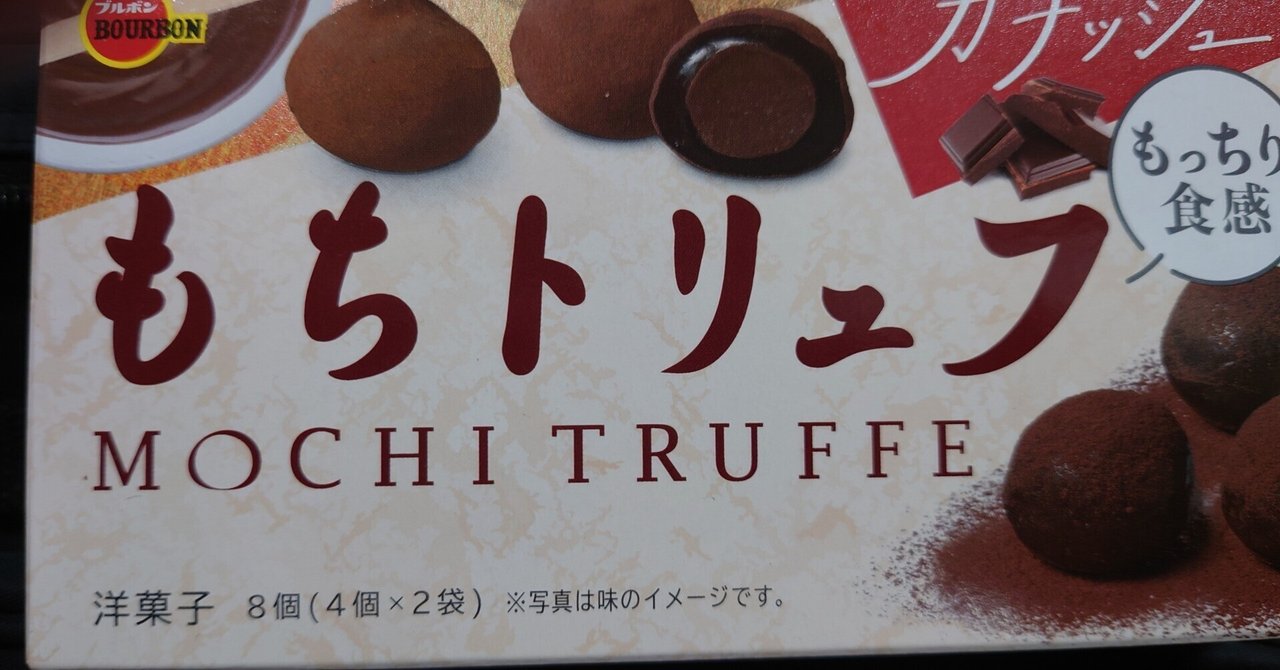 ブルボン
BOURBON
ガナッシュ
もっちり
食感
もちトリュフ
MOCHI TRUFFE
洋菓子 8個(4個×2袋) ※写真は味のイメージです。